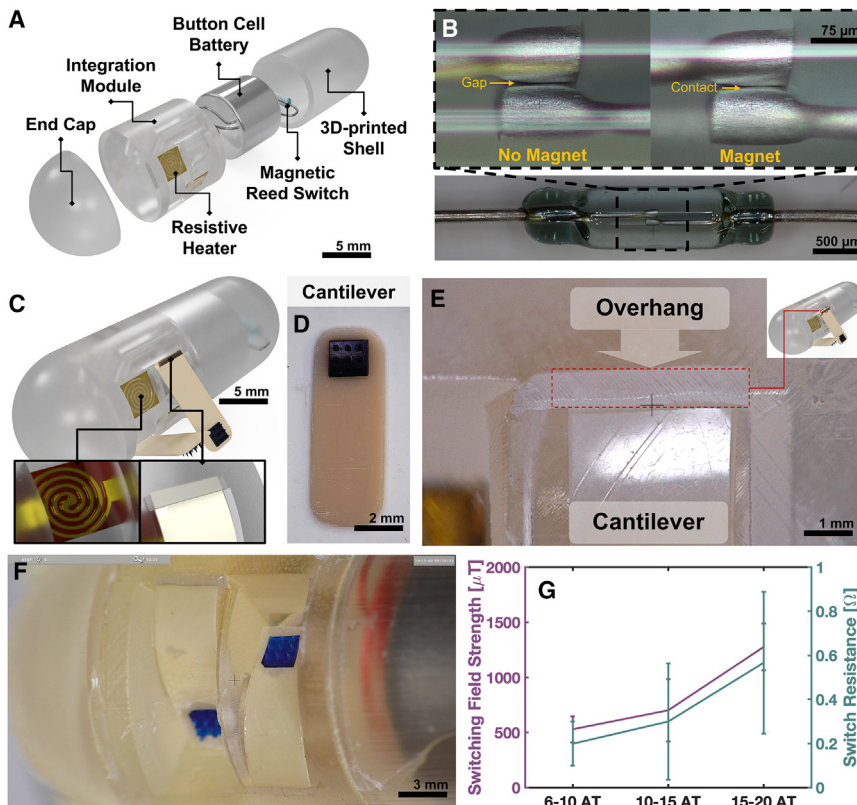 A
Button Cell
Battery
Integration
Module
End Cap
3D-printed
Shell
Magnetic
Reed Switch
Resistive
Heater
5 mm
B
75 µm
Gap
Contact
No Magnet
Magnet
500 µm
C
5 mm
Cantilever
D
2 mm
E
Overhang
Cantilever
1 mm
F
3 mm
G
Switching Field Strength [µT]
2000
1500
1000
500
0
Switch Resistance [Ω]
1
0.8
0.6
0.4
0.2
0
6-10 AT
10-15 AT
15-20 AT